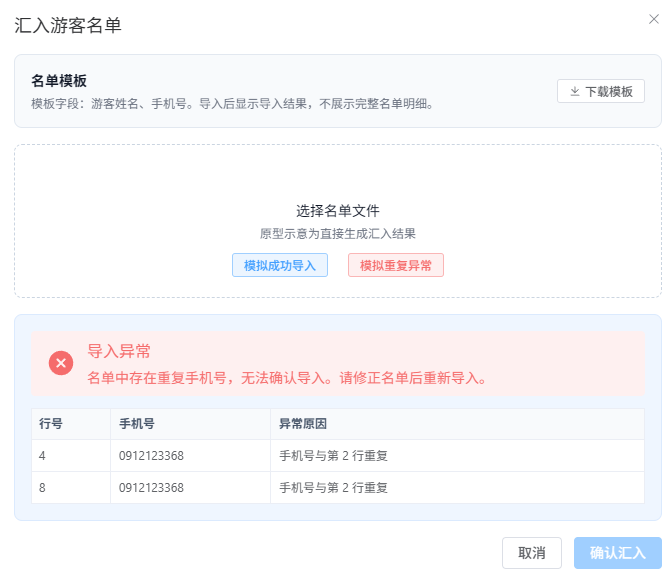 汇入游客名单
名单模板
模板字段：游客姓名、手机号。导入后显示导入结果，不展示完整名单明细。
下载模板
选择名单文件
原型示意为直接生成汇入结果
模拟成功导入 模拟重复异常
导入异常
名单中存在重复手机号，无法确认导入。请修正名单后重新导入。
行号 手机号 异常原因
4 0912123368 手机号与第 2 行重复
8 0912123368 手机号与第 2 行重复
取消 确认汇入